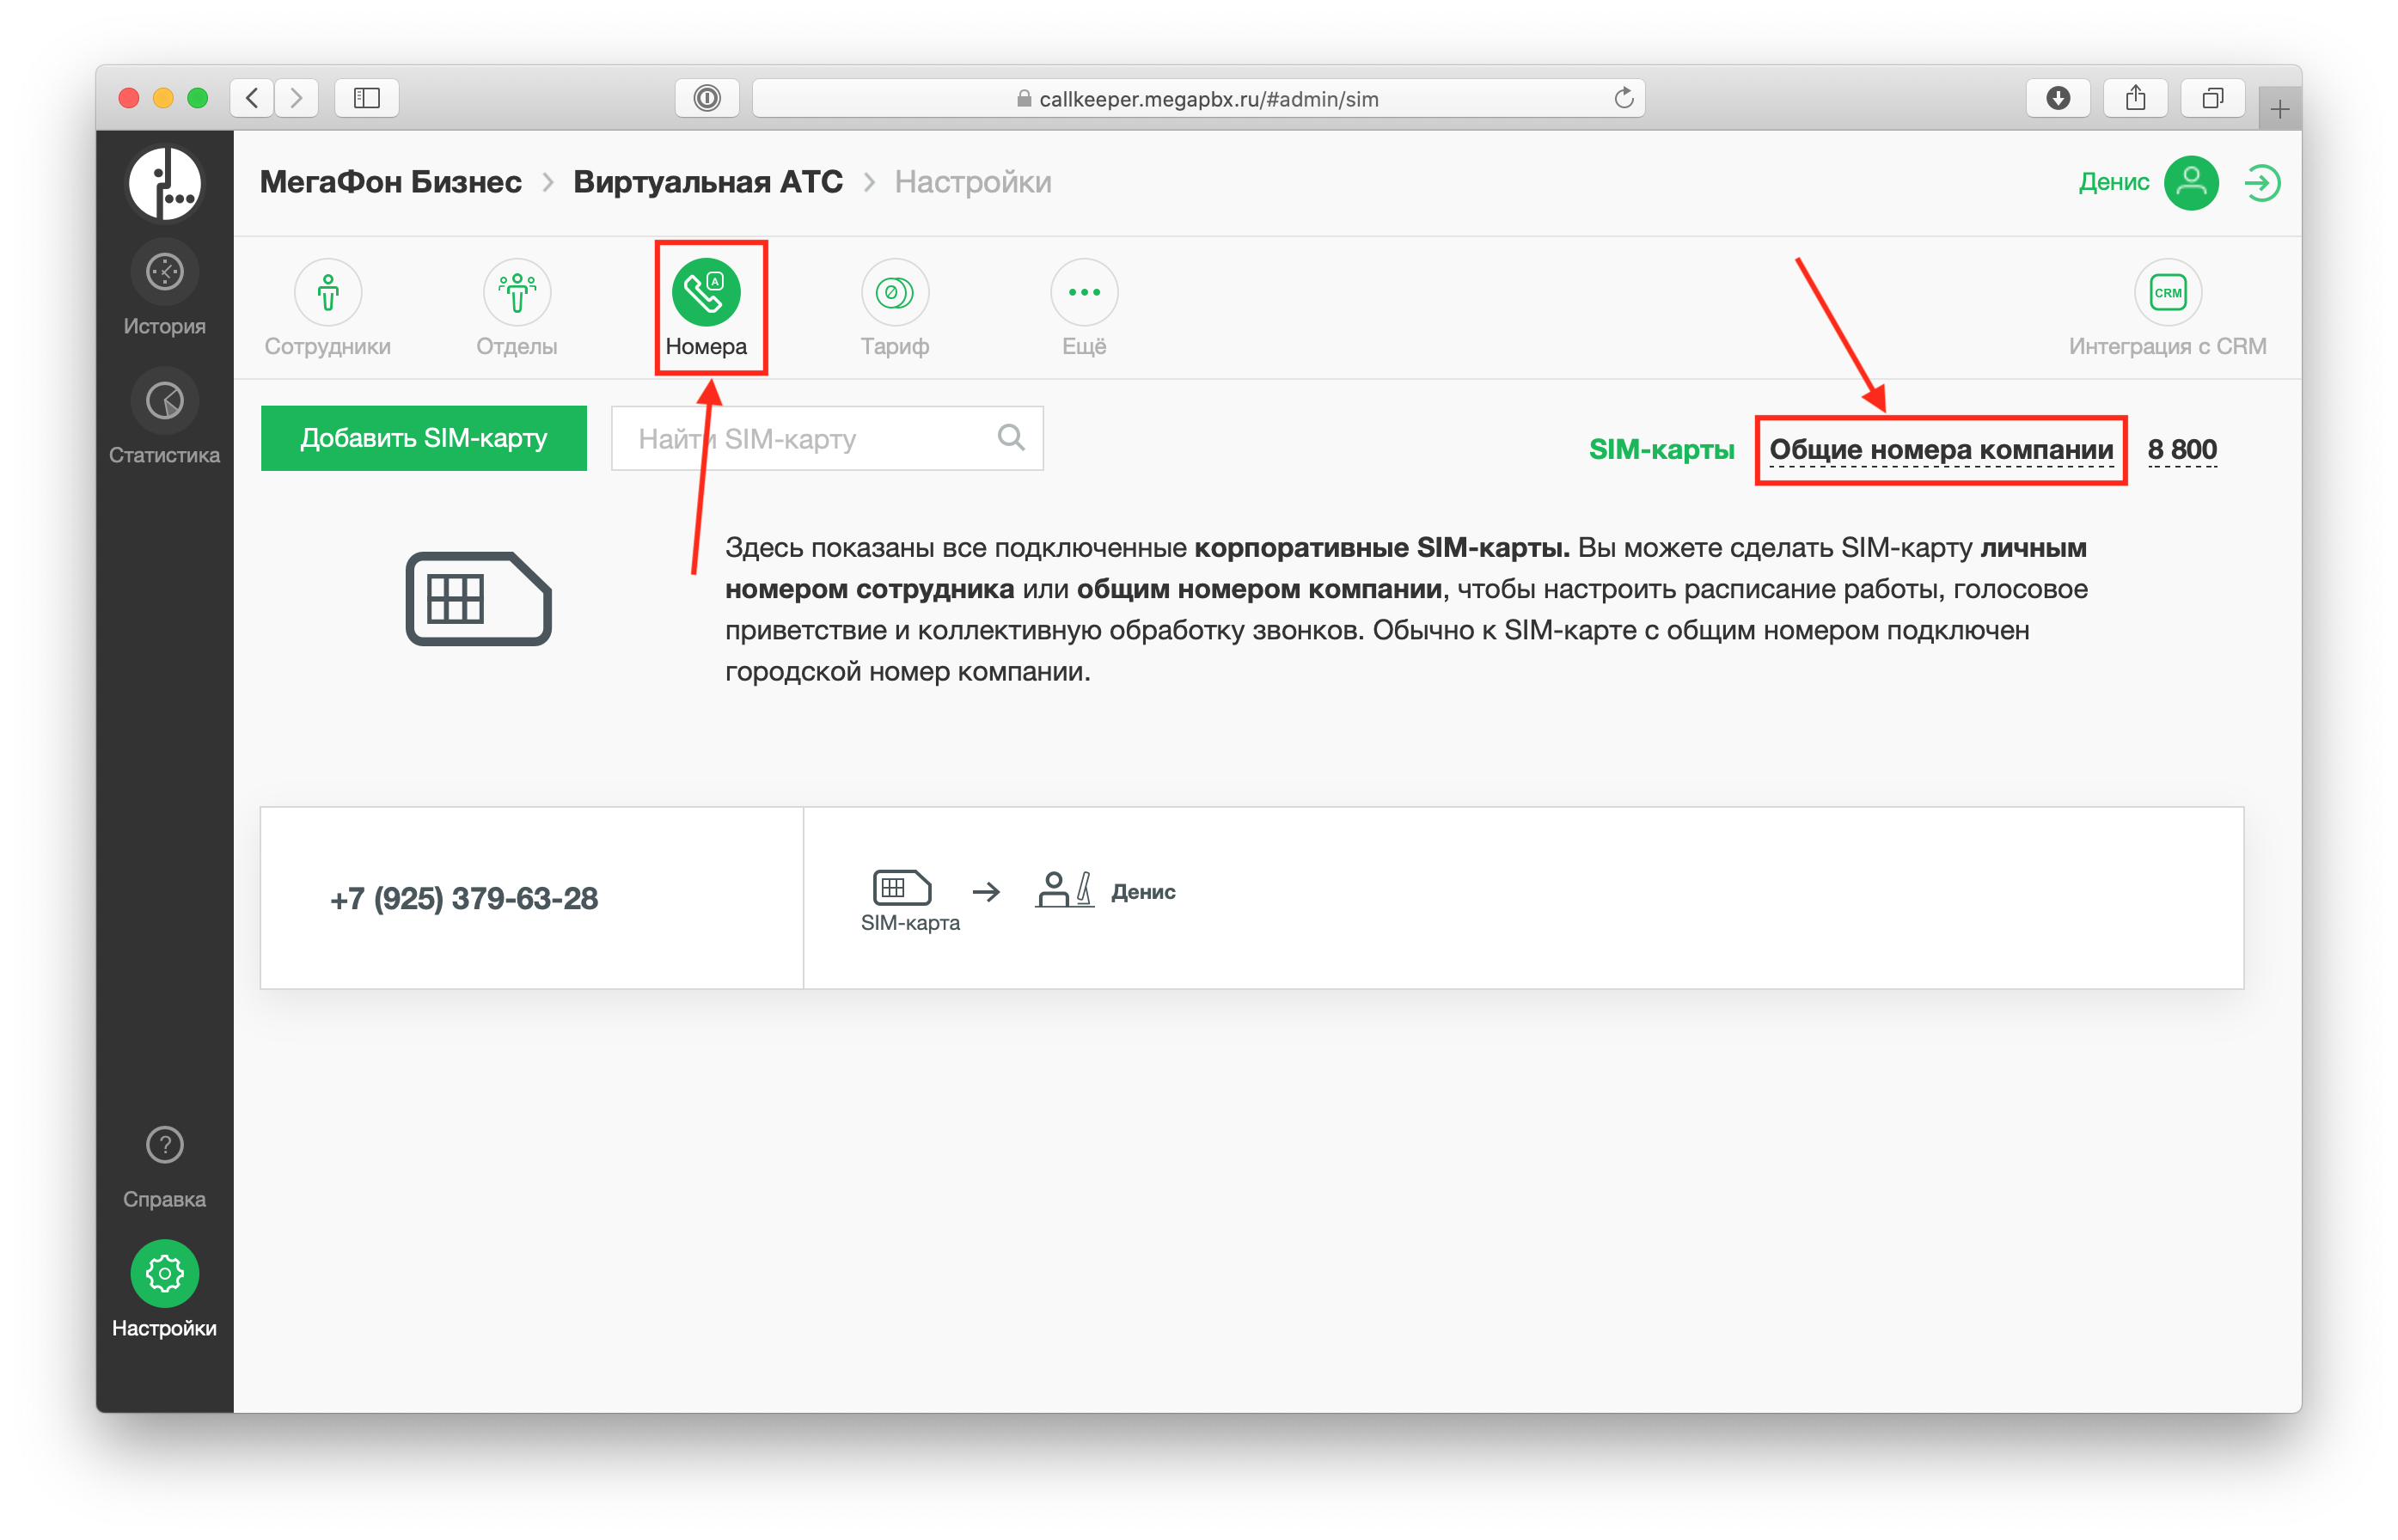 callkeeper.megapbx.ru/#admin/sim
МегаФон Бизнес > Виртуальная АТС > Настройки
Денис
История
Статистика
Сотрудники
Отделы
A
Номера
Тариф
Ещё
CRM
Интеграция с CRM
Добавить SIM-карту
Найти SIM-карту
SIM-карты
Общие номера компании
8 800
Здесь показаны все подключенные корпоративные SIM-карты. Вы можете сделать SIM-карту личным
номером сотрудника или общим номером компании, чтобы настроить расписание работы, голосовое
приветствие и коллективную обработку звонков. Обычно к SIM-карте с общим номером подключен
городской номер компании.
+7 (925) 379-63-28
SIM-карта
Денис
?
Справка
Настройки